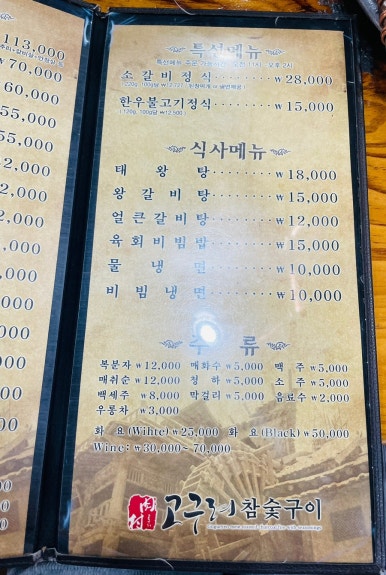 113,000
₩ 70,000
60,000
55,000
55,000
특선메뉴
소갈비정식 ········ ₩ 28,000
한우불고기정식 ········ ₩ 15,000
식사메뉴
태왕탕 ········ ₩ 18,000
왕갈비탕 ········ ₩ 15,000
얼큰갈비탕 ········ ₩ 12,000
육회비빔밥 ········ ₩ 15,000
물냉면 ········ ₩ 10,000
비빔냉면 ········ ₩ 10,000
주류
복분자 ₩12,000 매화수 ₩5,000 맥주 ₩5,000
매취순 ₩12,000 청하 ₩5,000 소주 ₩5,000
백세주 ₩8,000 막걸리 ₩5,000 음료수 ₩2,000
우롱차 ₩3,000
화요(Wihte) ₩25,000 화요(Black) ₩50,000
Wine: ₩30,000~70,000
肉村 고구려참숯구이